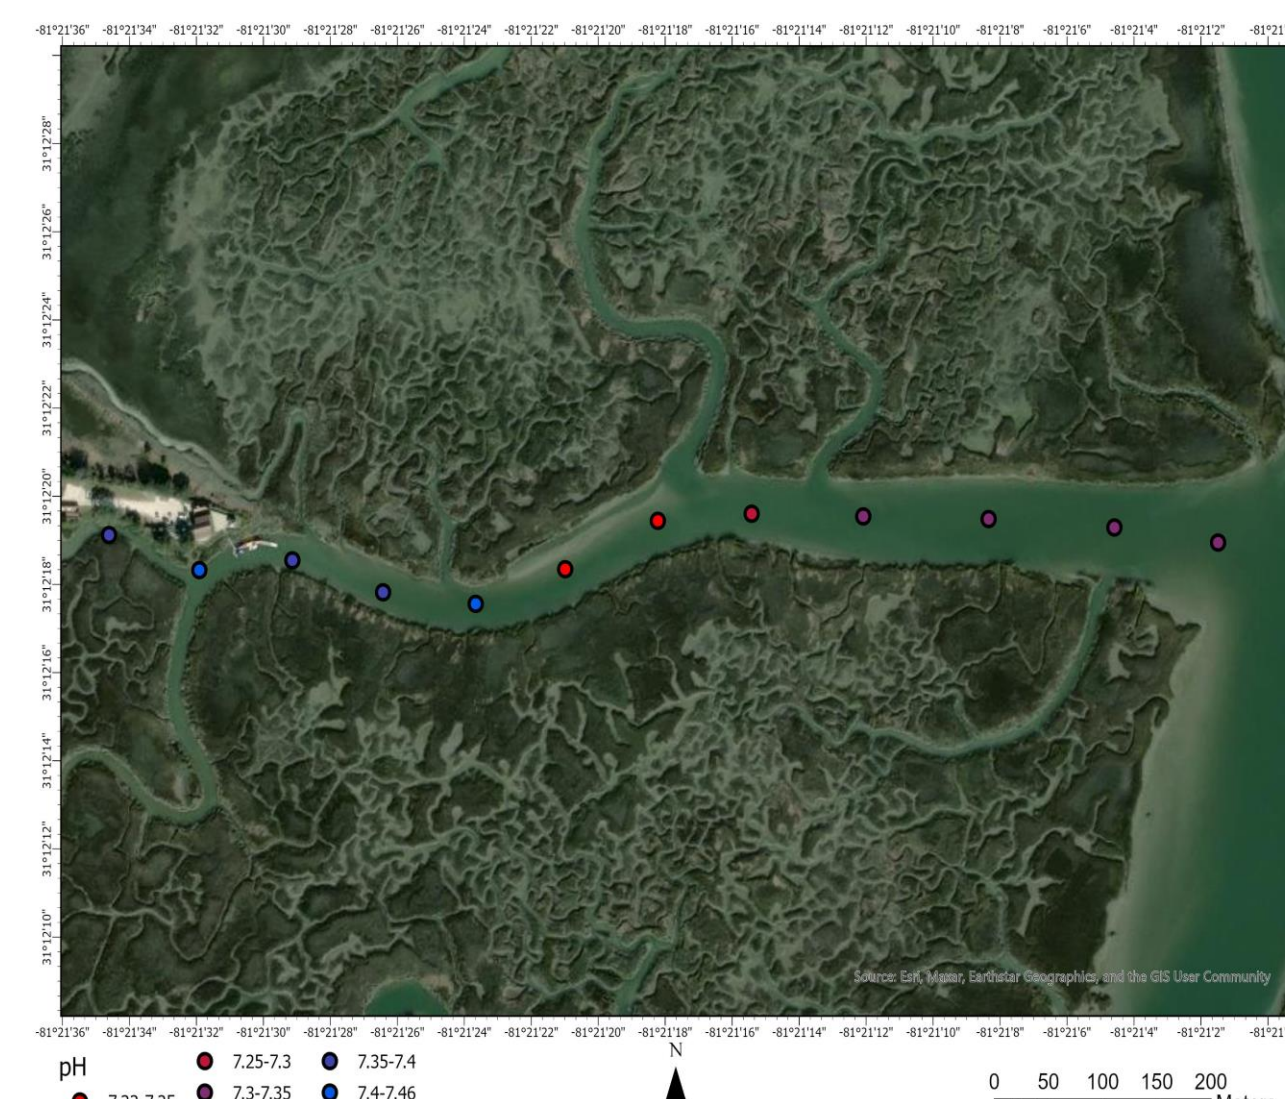 -81°21'36" -81°21'34" -81°21'32" -81°21'30" -81°21'28" -81°21'26" -81°21'24" -81°21'22" -81°21'20" -81°21'18" -81°21'16" -81°21'14" -81°21'12" -81°21'10" -81°21'8" -81°21'6" -81°21'4" -81°21'2" -81°21'
31°12'28"
31°12'26"
31°12'24"
31°12'22"
31°12'20"
31°12'18"
31°12'16"
31°12'14"
31°12'12"
31°12'10"
Source: Esri, Maxar, Earthstar Geographics, and the GIS User Community
-81°21'36" -81°21'34" -81°21'32" -81°21'30" -81°21'28" -81°21'26" -81°21'24" -81°21'22" -81°21'20" -81°21'18" -81°21'16" -81°21'14" -81°21'12" -81°21'10" -81°21'8" -81°21'6" -81°21'4" -81°21'2" -81°21'
pH 7.25-7.3 7.35-7.4 N
7.3-7.35 7.4-7.46 0 50 100 150 200